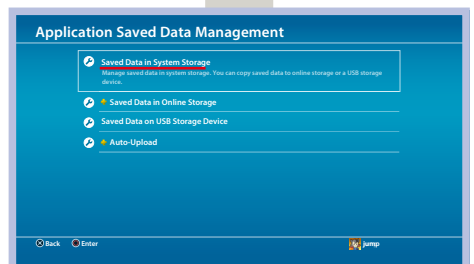 Application Saved Data Management
Saved Data in System Storage
Manage saved data in system storage. You can copy saved data to online storage or a USB storage
device.
Saved Data in Online Storage
Saved Data on USB Storage Device
Auto-Upload
Back Enter jump